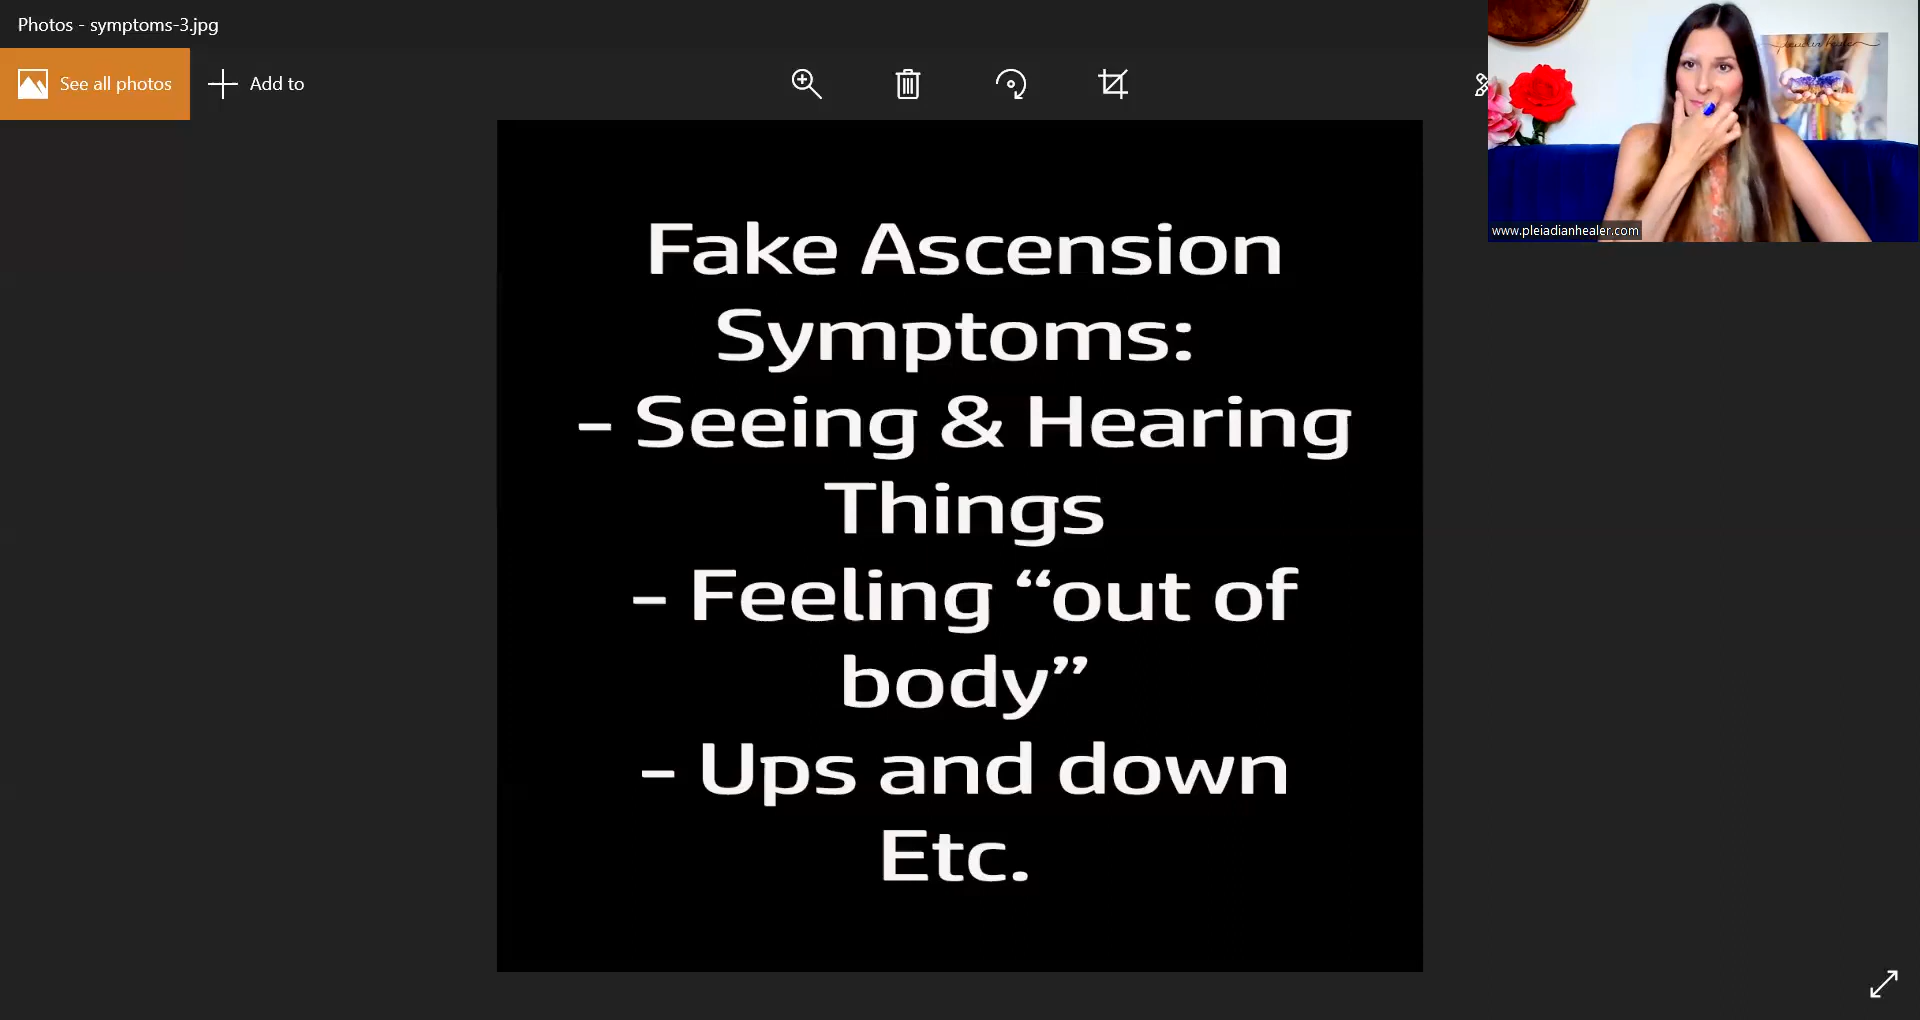 Photos - symptoms-3.jpg
See all photos
Add to
www.pleiadianhealer.com
Fake Ascension
Symptoms:
- Seeing & Hearing
Things
- Feeling “out of
body”
- Ups and down
Etc.